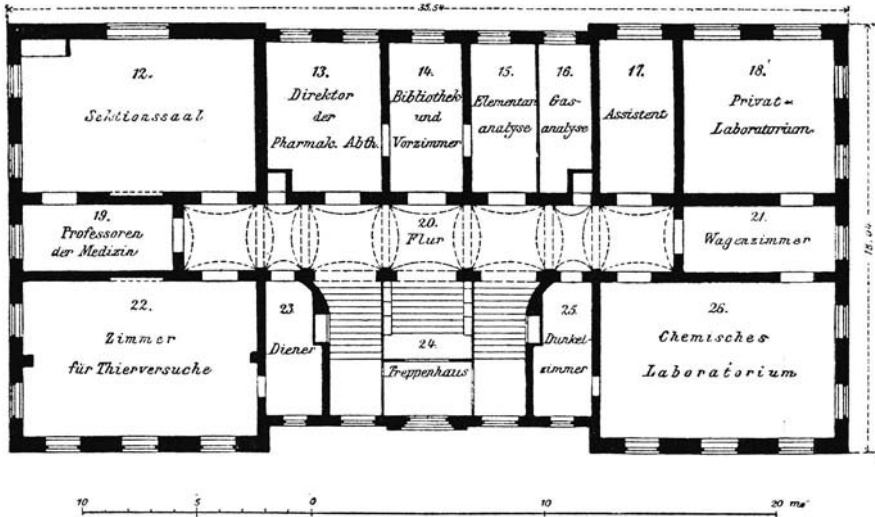 35.54
12.
Sektionssaal
13.
Direktor
der
Pharmak. Abth.
14.
Bibliothek
und
Vorzimmer
15.
Elementar
analyse
16.
Gas-
analyse
17.
Assistent
18.
Privat-
Laboratorium
19.
Professoren
der Medizin
20.
Flur
21.
Wagenzimmer
22.
Zimmer
für Thierversuche
23.
Diener
24.
Treppenhaus
25.
Dunkel-
zimmer
26.
Chemisches
Laboratorium
10 5 0 10 20